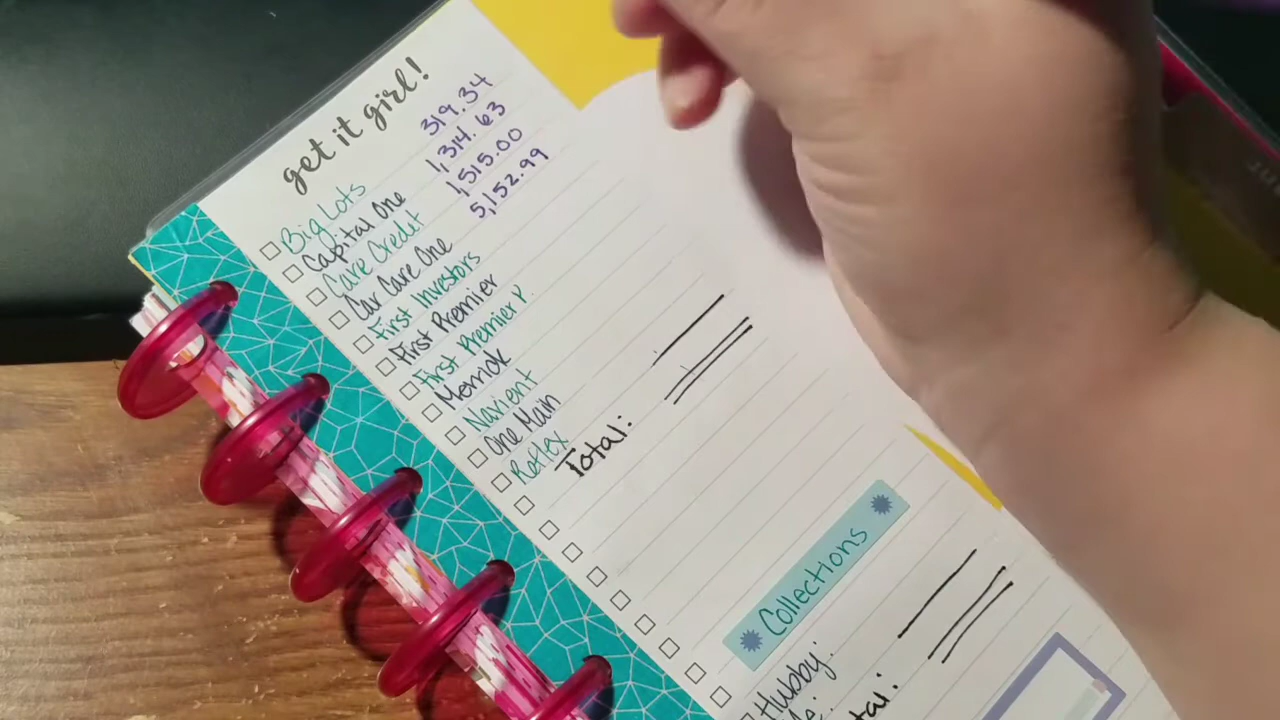 get it girl!
Big Lots 319.34
Capital One 1,314.63
Care Credit 1,515.00
Car Care One 5,152.99
First Investors
First Premier
First Premier P.
Merrick
Navient
One Main
Reflex
Total:
Collections
Hubby: